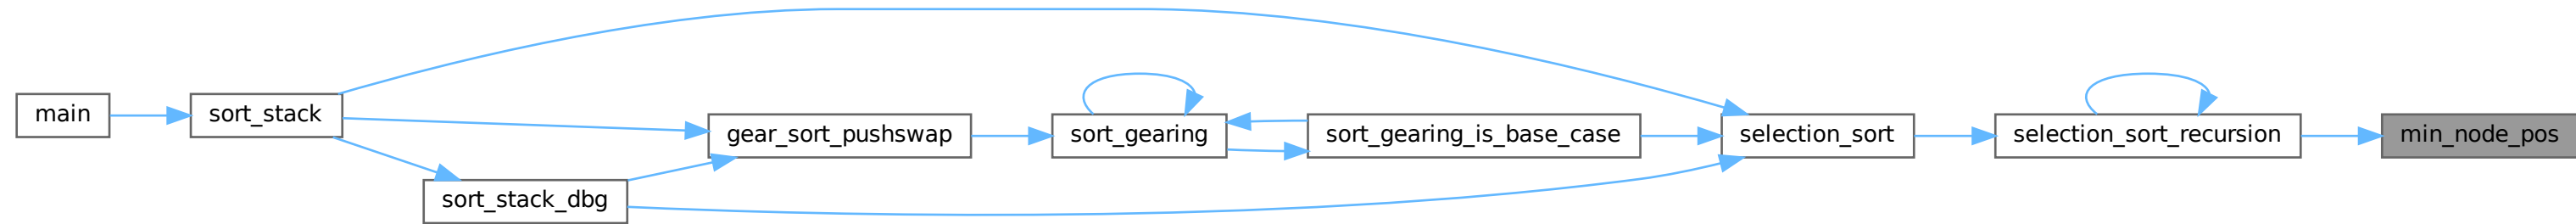 main
sort_stack
sort_stack_dbg
gear_sort_pushswap
sort_gearing
sort_gearing_is_base_case
selection_sort
selection_sort_recursion
min_node_pos